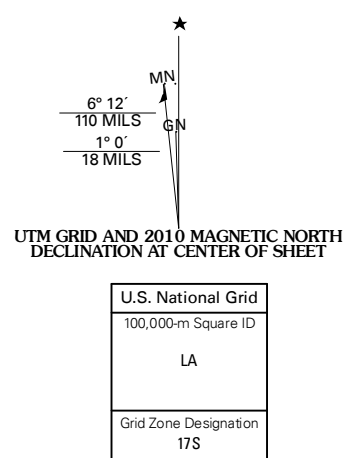 ★
M.N.
6° 12´
110 MILS
GN
1° 0´
18 MILS
UTM GRID AND 2010 MAGNETIC NORTH
DECLINATION AT CENTER OF SHEET
U.S. National Grid
100,000-m Square ID
LA
Grid Zone Designation
17S